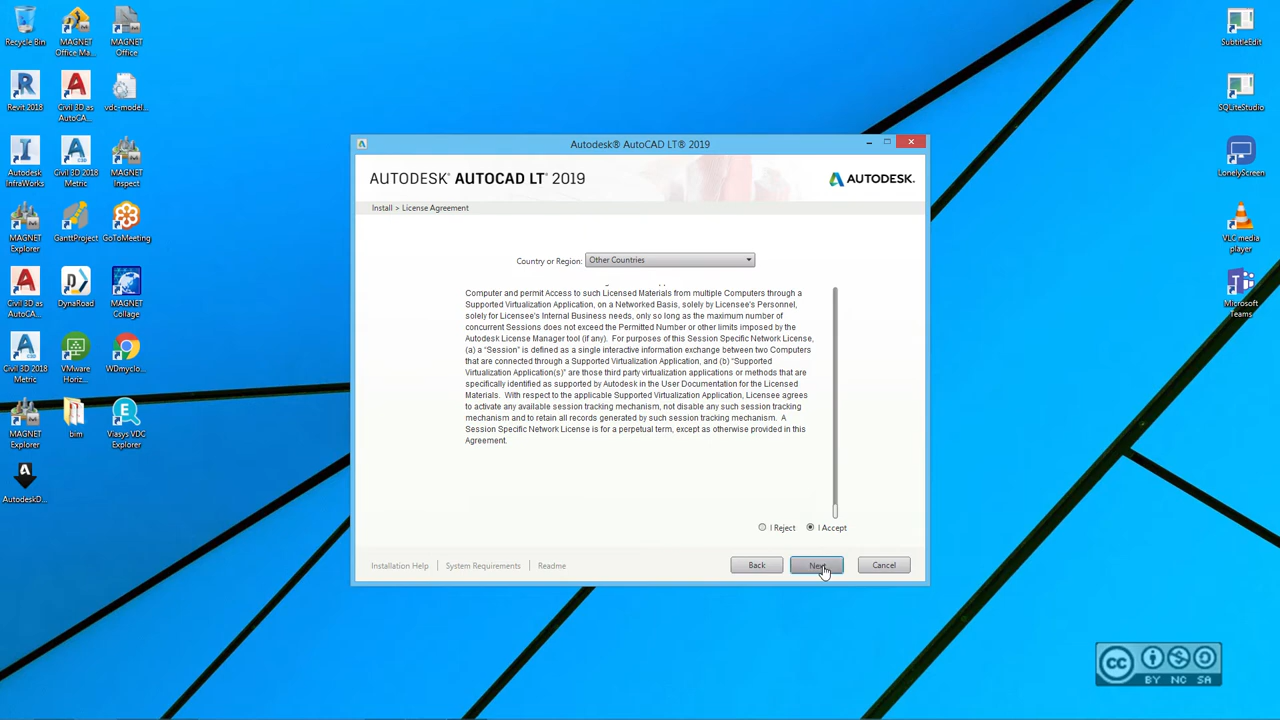 Recycle Bin
MAGNET
Office Ma...
MAGNET
Office
Revit 2018
Civil 3D as
AutoCA...
vdc-model...
Autodesk
InfraWorks
Civil 3D 2018
Metric
MAGNET
Inspect
MAGNET
Explorer
GanttProject
GoToMeeting
Civil 3D as
AutoCA...
DynaRoad
MAGNET
Collage
Civil 3D 2018
Metric
VMware
Horiz...
WDmyclo...
MAGNET
Explorer
bim
Viasys VDC
Explorer
AutodeskD...
Autodesk® AutoCAD LT® 2019
AUTODESK® AUTOCAD LT® 2019
AUTODESK.
Install > License Agreement
Country or Region: Other Countries
Computer and permit Access to such Licensed Materials from multiple Computers through a
Supported Virtualization Application, on a Networked Basis, solely by Licensee's Personnel,
solely for Licensee's Internal Business needs, only so long as the maximum number of
concurrent Sessions does not exceed the Permitted Number or other limits imposed by the
Autodesk License Manager tool (if any). For purposes of this Session Specific Network License,
(a) a "Session" is defined as a single interactive information exchange between two Computers
that are connected through a Supported Virtualization Application, and (b) "Supported
Virtualization Application(s)" are those third party virtualization applications or methods that are
specifically identified as supported by Autodesk in the User Documentation for the Licensed
Materials. With respect to the applicable Supported Virtualization Application, Licensee agrees
to activate any available session tracking mechanism, not disable any such session tracking
mechanism and to retain all records generated by such session tracking mechanism. A
Session Specific Network License is for a perpetual term, except as otherwise provided in this
Agreement.
I Reject I Accept
Installation Help System Requirements Readme
Back Next Cancel
SubtitleEdit
SQLiteStudio
LonelyScreen
VLC media
player
Microsoft
Teams
CC
BY NC SA